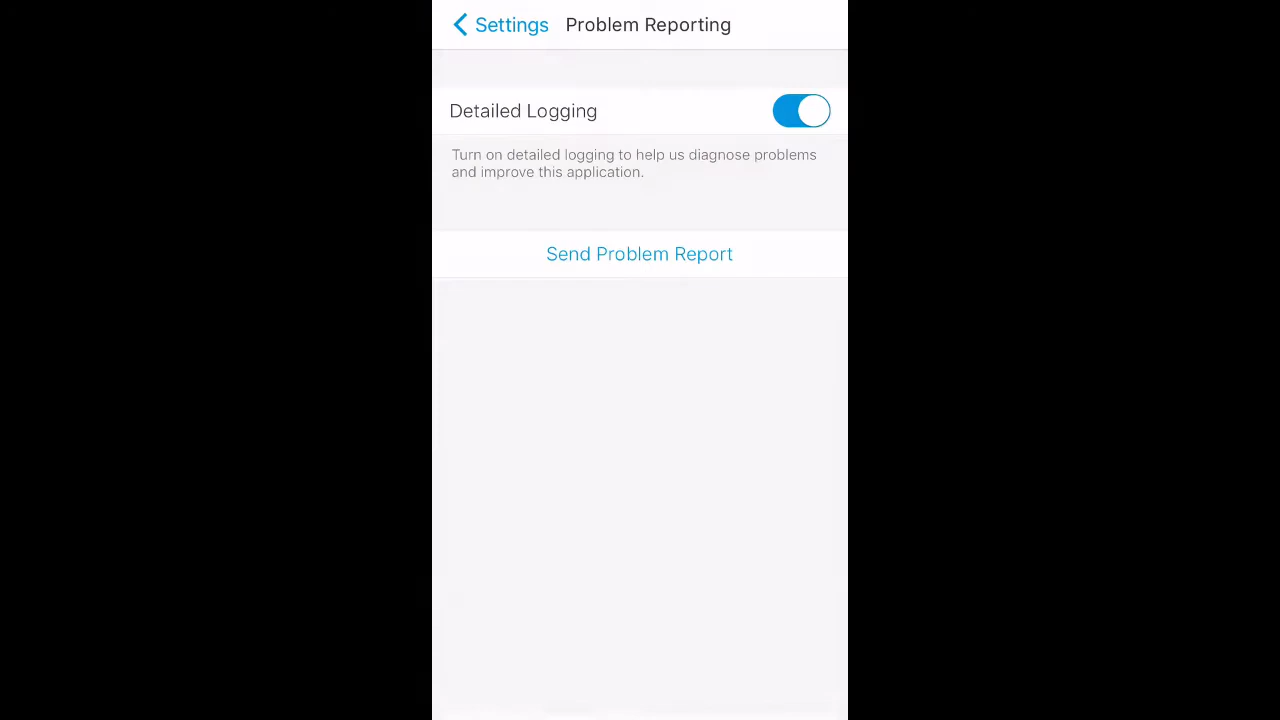 Settings Problem Reporting
Detailed Logging
Turn on detailed logging to help us diagnose problems
and improve this application.
Send Problem Report